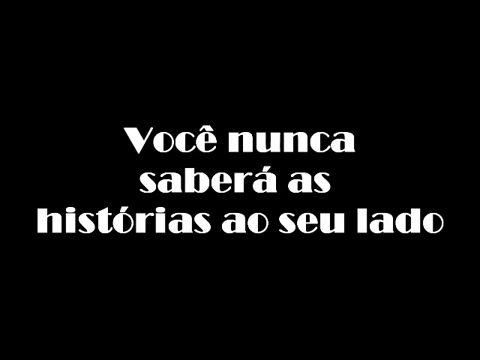 Você nunca
saberá as
histórias ao seu lado